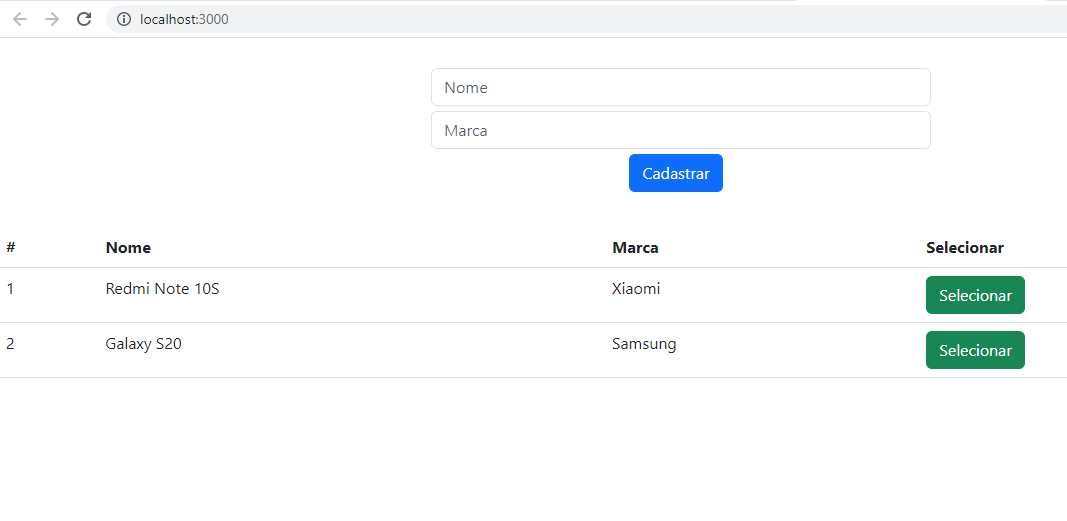 localhost:3000
Nome
Marca
Cadastrar
# Nome Marca Selecionar
1 Redmi Note 10S Xiaomi Selecionar
2 Galaxy S20 Samsung Selecionar